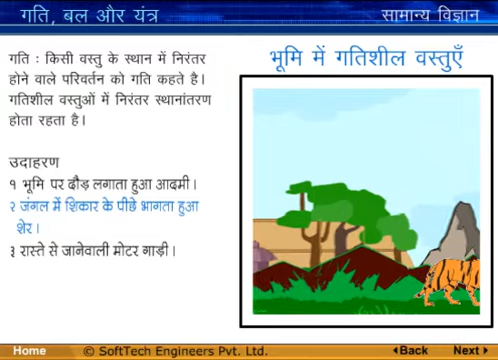 गति, बल और यंत्र
सामान्य विज्ञान
गति : किसी वस्तु के स्थान में निरंतर
होने वाले परिवर्तन को गति कहते है।
गतिशील वस्तुओं में निरंतर स्थानांतरण
होता रहता है।
उदाहरण
१ भूमि पर दौड़ लगाता हुआ आदमी।
२ जंगल में शिकार के पीछे भागता हुआ
शेर।
३ रास्ते से जानेवाली मोटर गाड़ी।
भूमि में गतिशील वस्तुएँ
Home
© SoftTech Engineers Pvt. Ltd.
Back
Next